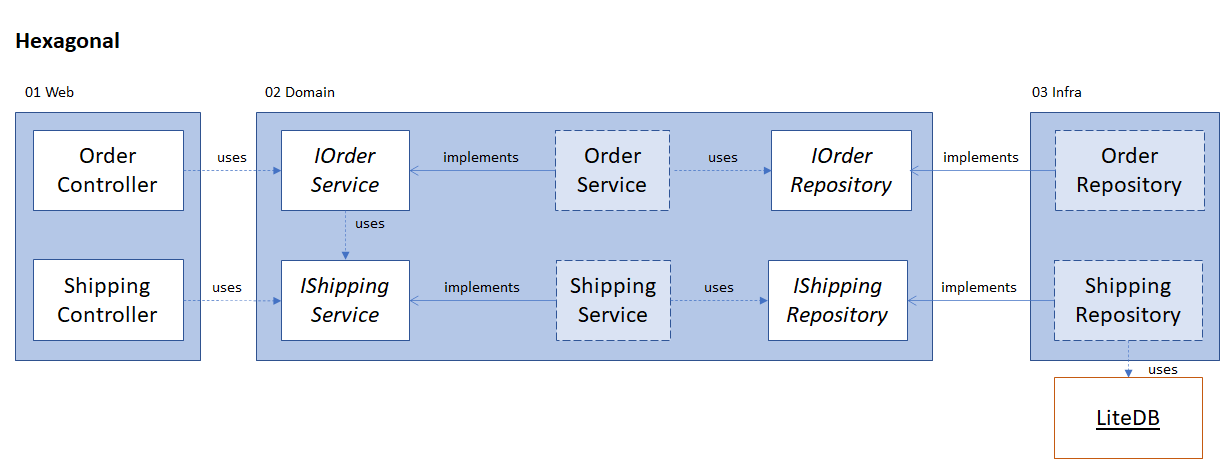 Hexagonal
01 Web
02 Domain
03 Infra
Order
Controller
uses
IOrder
Service
implements
Order
Service
uses
IOrder
Repository
implements
Order
Repository
uses
Shipping
Controller
uses
IShipping
Service
implements
Shipping
Service
uses
IShipping
Repository
implements
Shipping
Repository
uses
LiteDB